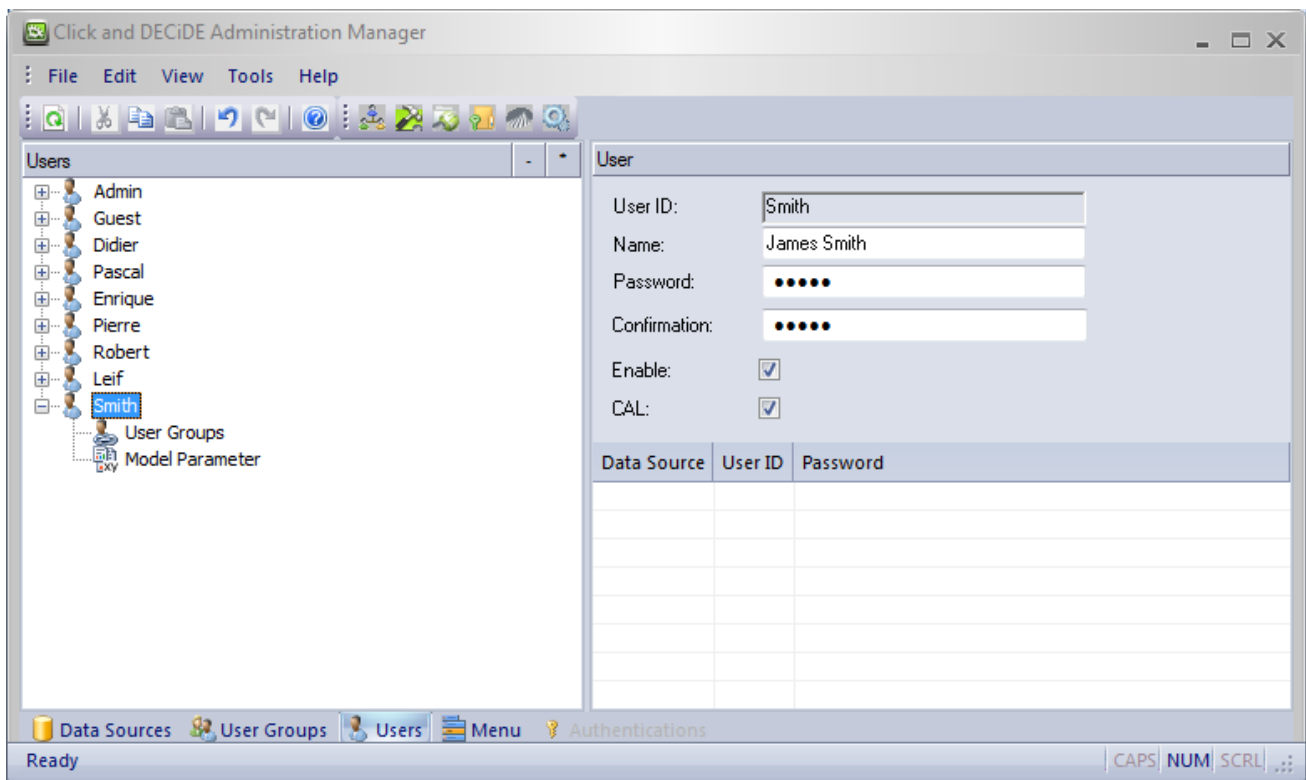 Click and DECiDE Administration Manager
File Edit View Tools Help
Users - *
Admin
Guest
Didier
Pascal
Enrique
Pierre
Robert
Leif
Smith
User Groups
Model Parameter
User
User ID: Smith
Name: James Smith
Password: •••••
Confirmation: •••••
Enable:
CAL:
Data Source User ID Password
Data Sources User Groups Users Menu Authentications
Ready CAPS NUM SCRL